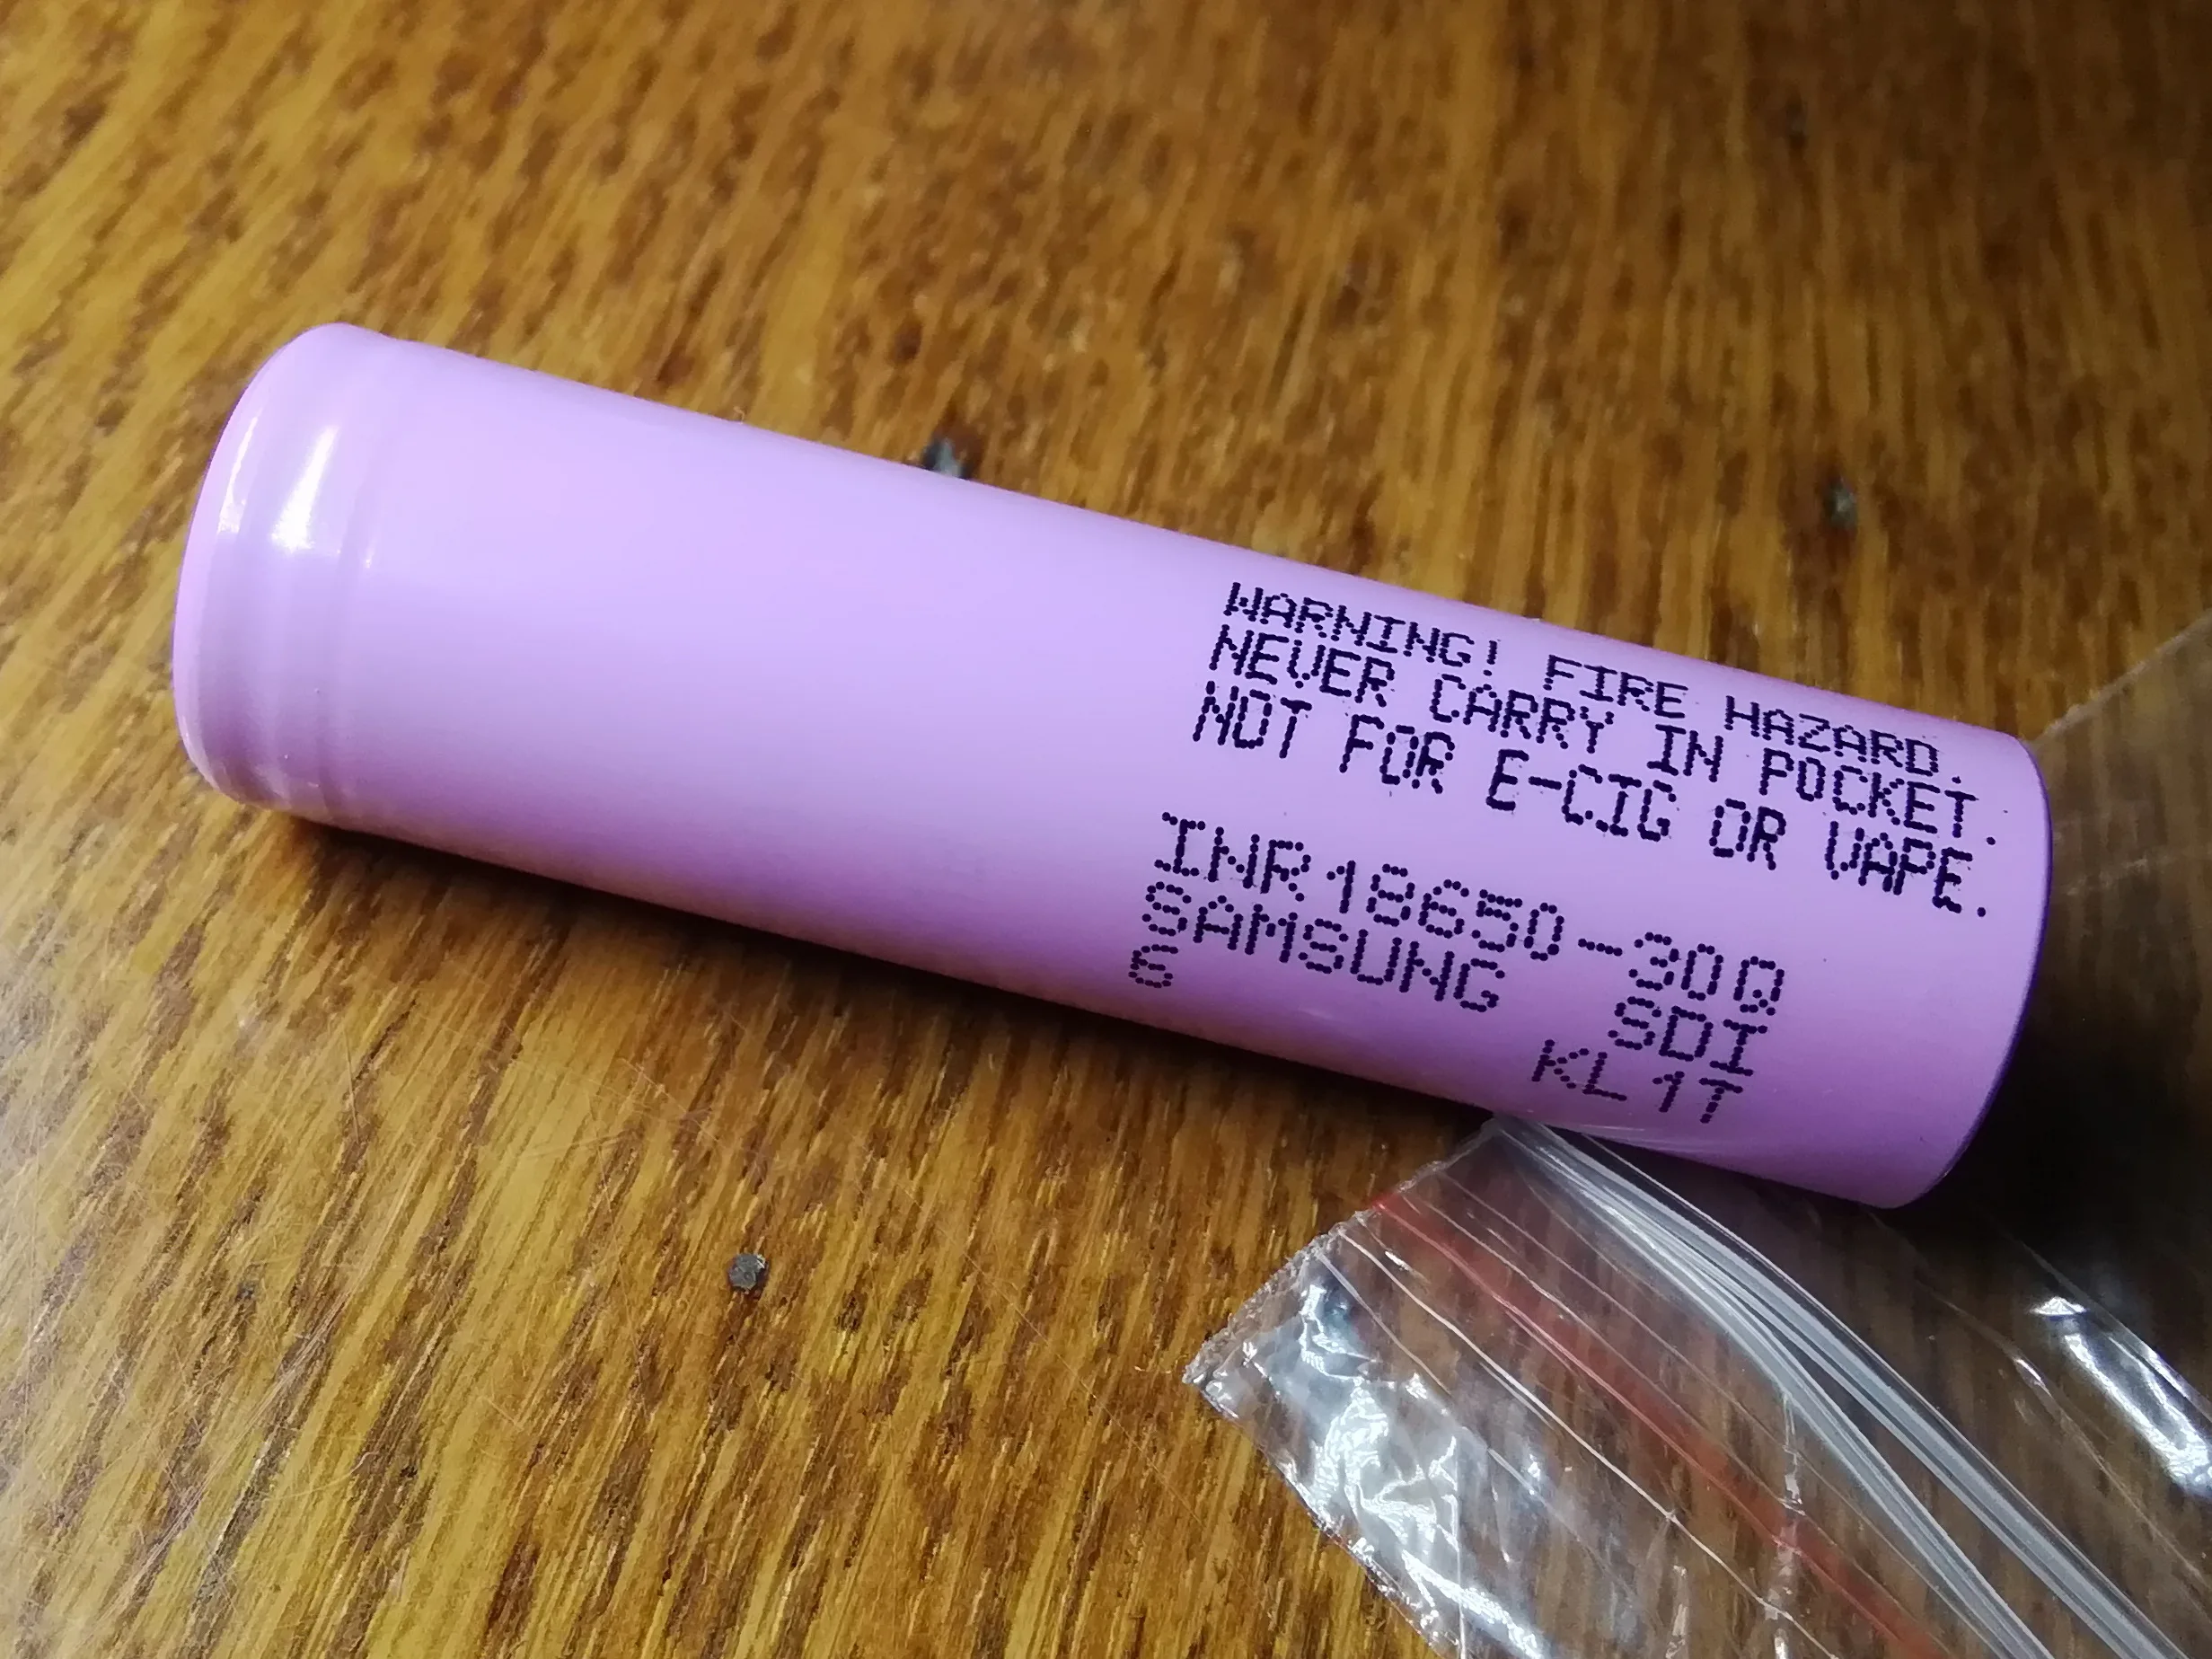 WARNING! FIRE HAZARD.
NEVER CARRY IN POCKET.
NOT FOR E-CIG OR VAPE.
INR18650-30Q
SAMSUNG SDI
6 KL1T